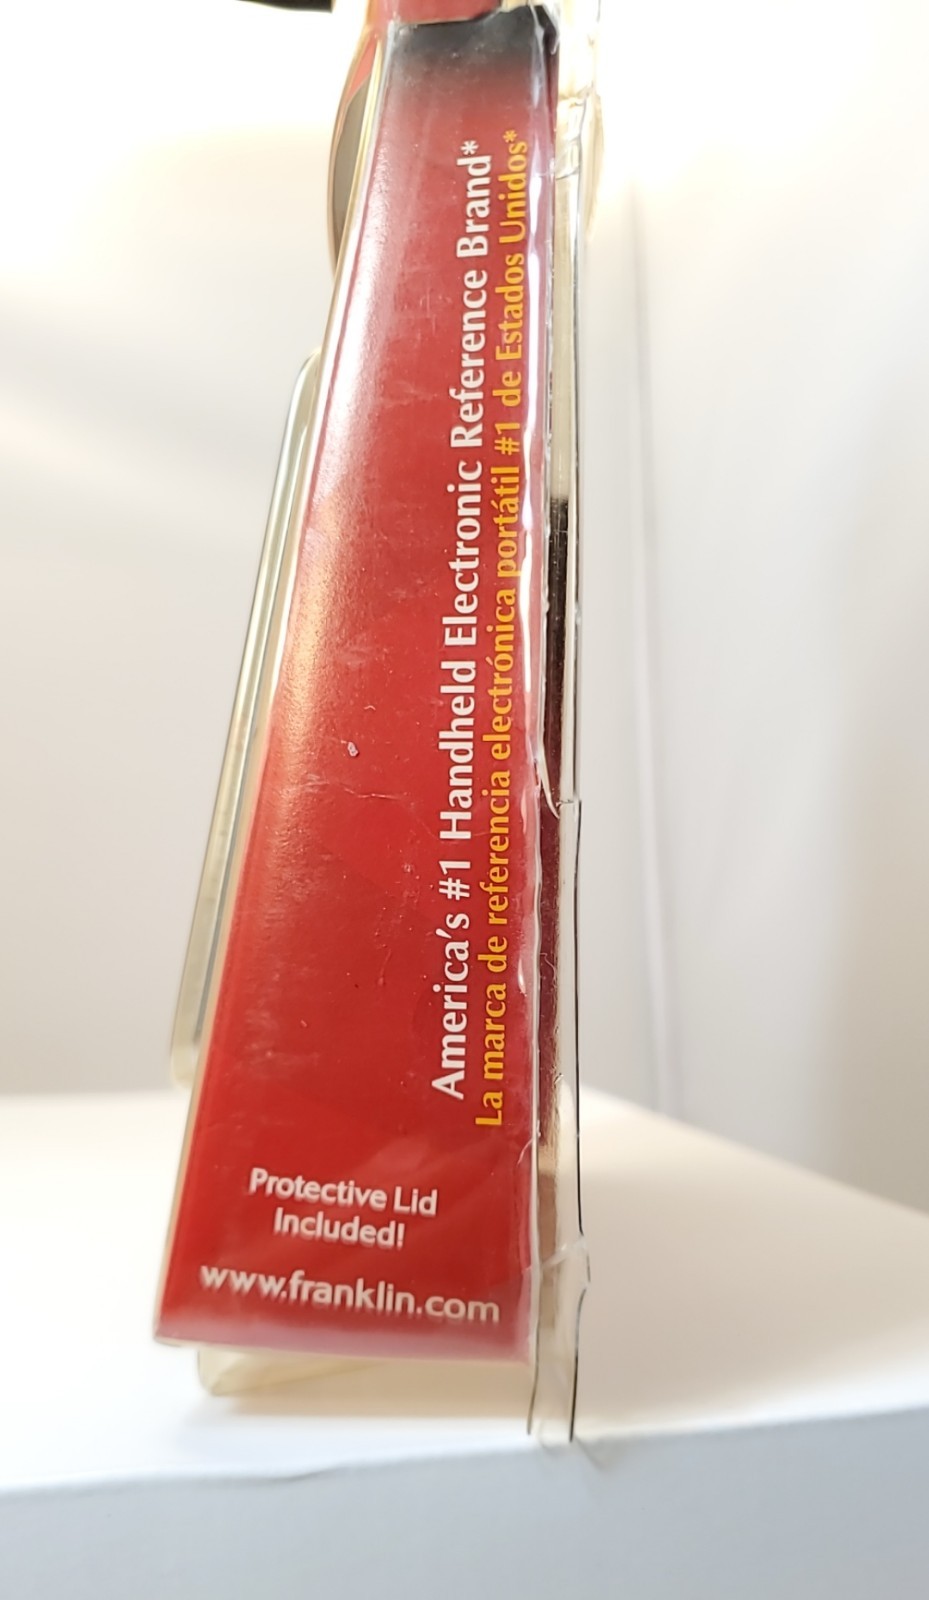 America's #1 Handheld Electronic Reference Brand*
La marca de referencia electrónica portátil #1 de Estados Unidos*
Protective Lid
Included!
www.franklin.com